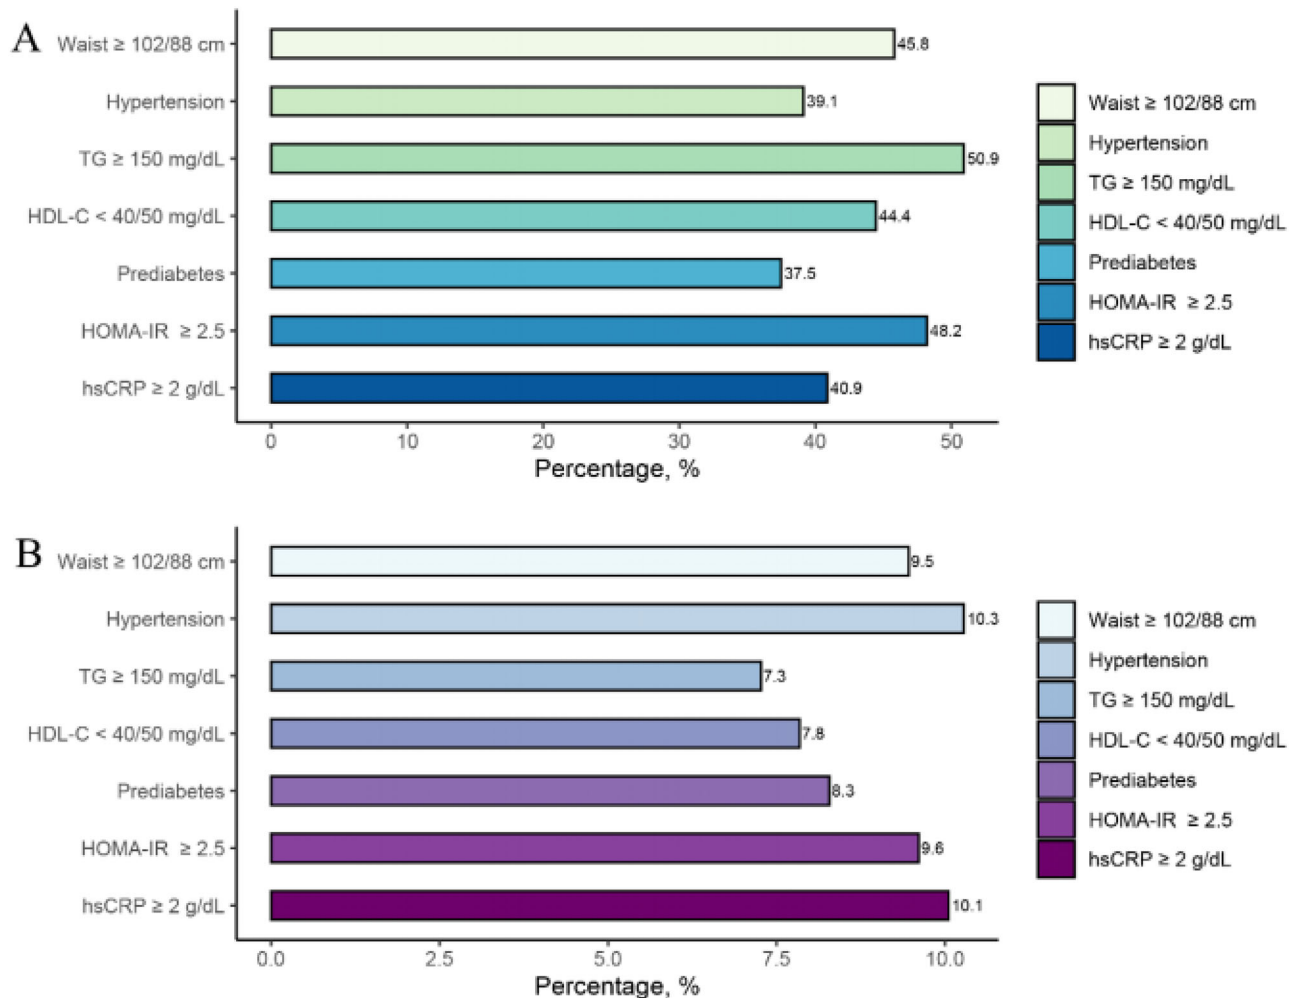 A
Waist ≥ 102/88 cm 45.8
Hypertension 39.1
TG ≥ 150 mg/dL 50.9
HDL-C < 40/50 mg/dL 44.4
Prediabetes 37.5
HOMA-IR ≥ 2.5 48.2
hsCRP ≥ 2 g/dL 40.9
0 10 20 30 40 50
Percentage, %
Waist ≥ 102/88 cm
Hypertension
TG ≥ 150 mg/dL
HDL-C < 40/50 mg/dL
Prediabetes
HOMA-IR ≥ 2.5
hsCRP ≥ 2 g/dL
B
Waist ≥ 102/88 cm 9.5
Hypertension 10.3
TG ≥ 150 mg/dL 7.3
HDL-C < 40/50 mg/dL 7.8
Prediabetes 8.3
HOMA-IR ≥ 2.5 9.6
hsCRP ≥ 2 g/dL 10.1
0.0 2.5 5.0 7.5 10.0
Percentage, %
Waist ≥ 102/88 cm
Hypertension
TG ≥ 150 mg/dL
HDL-C < 40/50 mg/dL
Prediabetes
HOMA-IR ≥ 2.5
hsCRP ≥ 2 g/dL